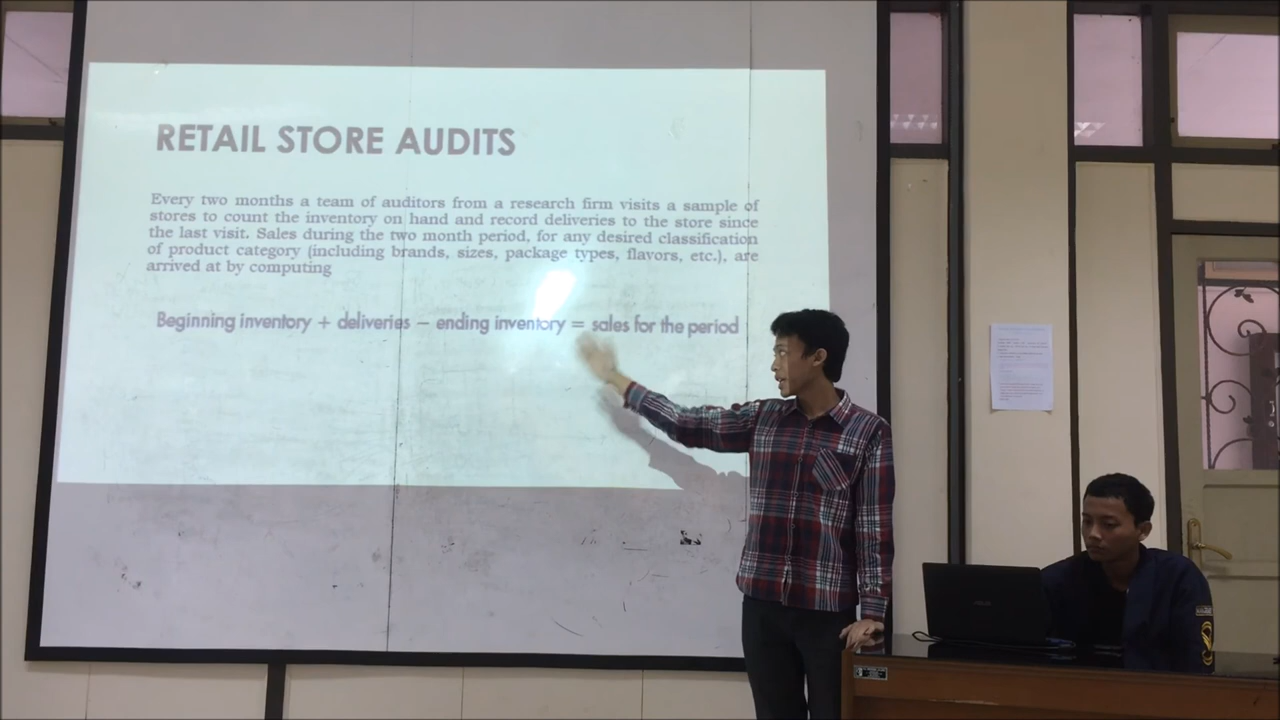 RETAIL STORE AUDITS
Every two months a team of auditors from a research firm visits a sample of
stores to count the inventory on hand and record deliveries to the store since
the last visit. Sales during the two month period, for any desired classification
of product category (including brands, sizes, package types, flavors, etc.), are
arrived at by computing
Beginning inventory + deliveries – ending inventory = sales for the period